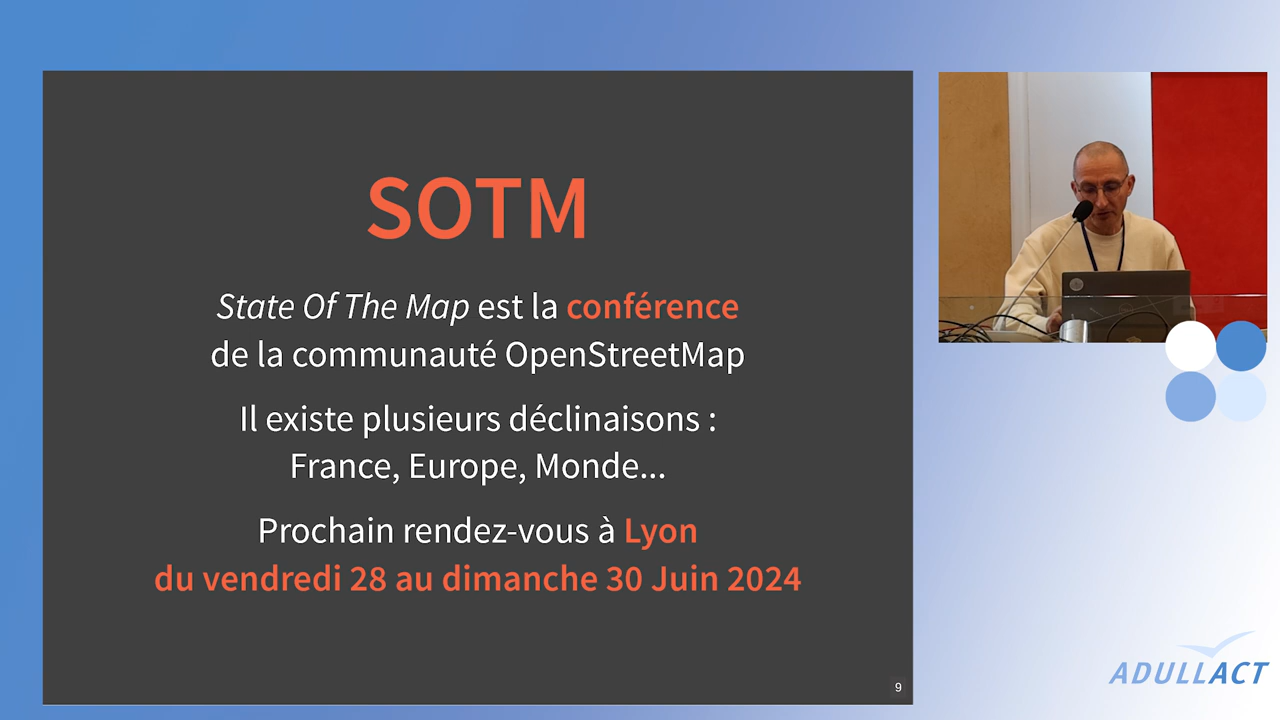 SOTM
State Of The Map est la conférence
de la communauté OpenStreetMap
Il existe plusieurs déclinaisons :
France, Europe, Monde...
Prochain rendez-vous à Lyon
du vendredi 28 au dimanche 30 Juin 2024
9
ADULLACT